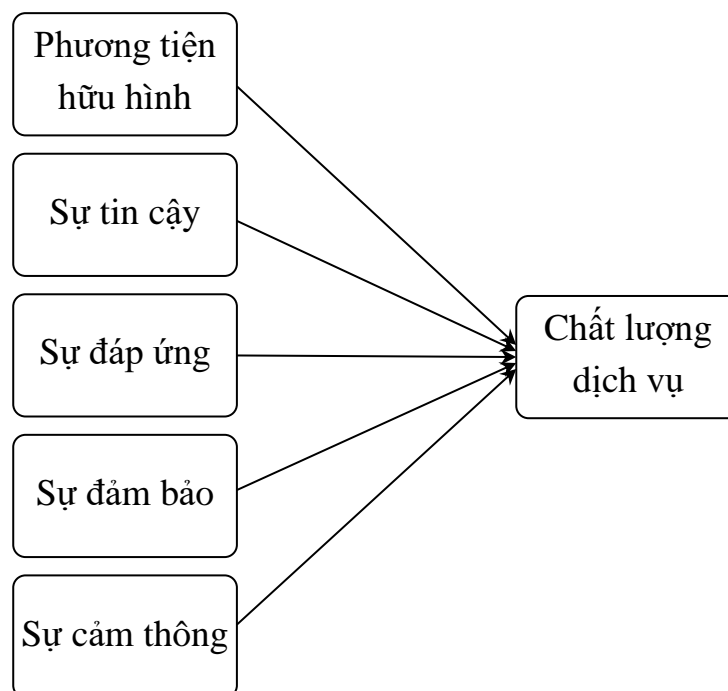 Phương tiện
hữu hình
Sự tin cậy
Sự đáp ứng
Sự đảm bảo
Sự cảm thông
Chất lượng
dịch vụ